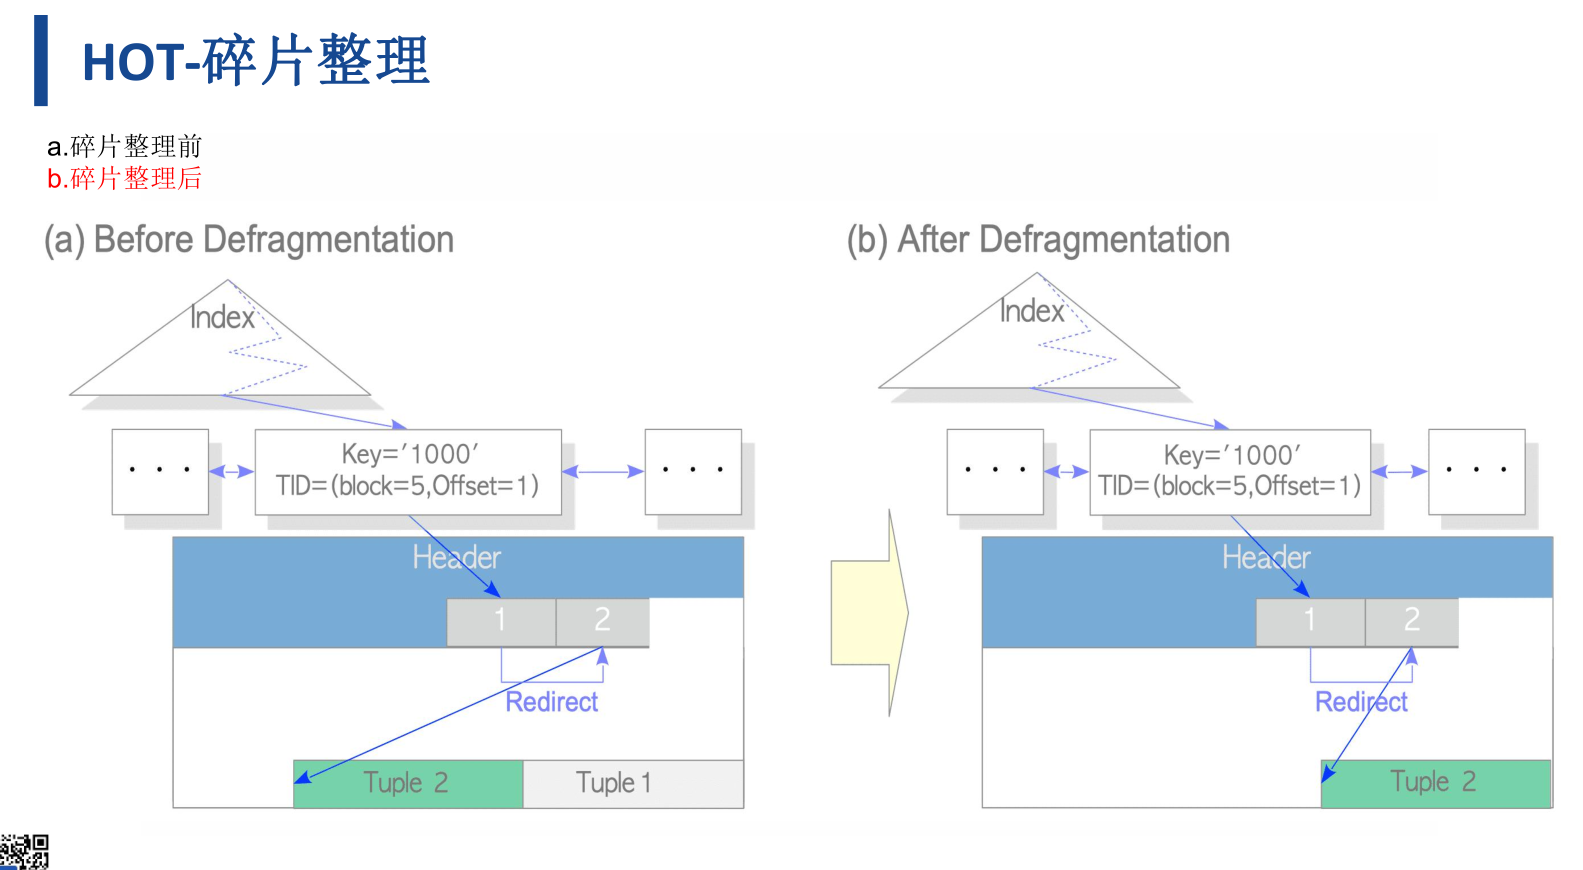 HOT-碎片整理
a.碎片整理前
b.碎片整理后
(a) Before Defragmentation
Index
· · ·
Key='1000'
TID=(block=5,Offset=1)
· · ·
Header
1
2
Redirect
Tuple 2
Tuple 1
(b) After Defragmentation
Index
· · ·
Key='1000'
TID=(block=5,Offset=1)
· · ·
Header
1
2
Redirect
Tuple 2